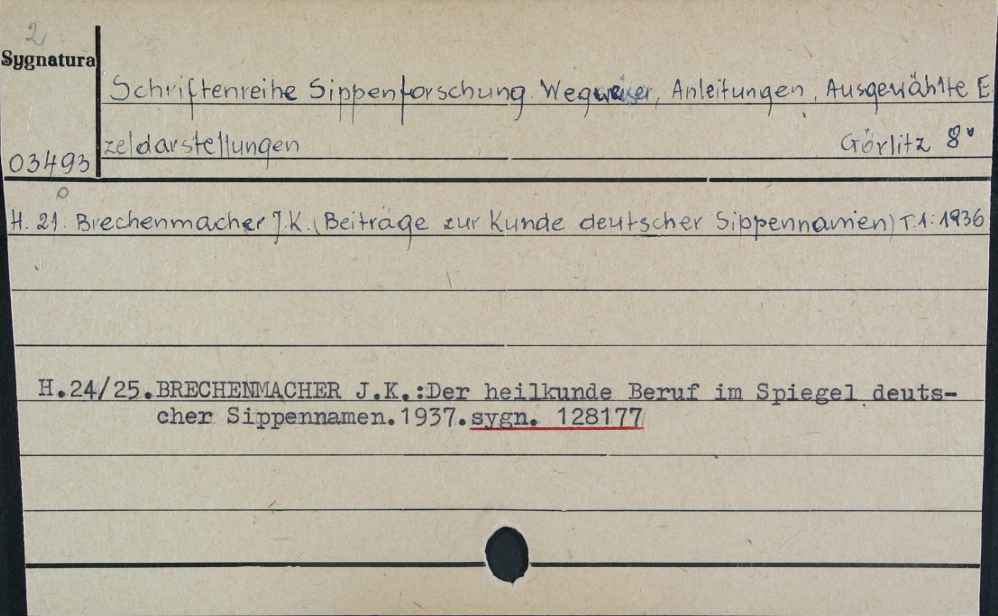 2
Sygnatura
Schriftenreihe Sippenforschung. Wegweiser, Anleitungen, Ausgewählte E
03493 zeldarstellungen Görlitz 8°
H. 21. Brechenmacher J.K. (Beiträge zur Kunde deutscher Sippennamen) T.1: 1936
H.24/25.BRECHENMACHER J.K.:Der heilkunde Beruf im Spiegel deuts-
cher Sippennamen.1937.sygn. 128177